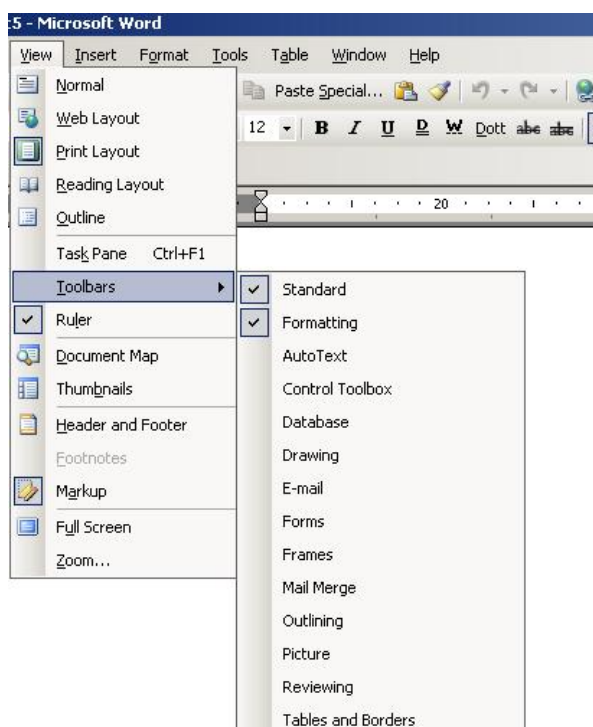 t5 - Microsoft Word
View Insert Format Tools Table Window Help
Paste Special...
12 B I U D W Dott abc abc
20
Normal
Web Layout
Print Layout
Reading Layout
Outline
Task Pane Ctrl+F1
Toolbars
Ruler
Document Map
Thumbnails
Header and Footer
Footnotes
Markup
Full Screen
Zoom...
Standard
Formatting
AutoText
Control Toolbox
Database
Drawing
E-mail
Forms
Frames
Mail Merge
Outlining
Picture
Reviewing
Tables and Borders